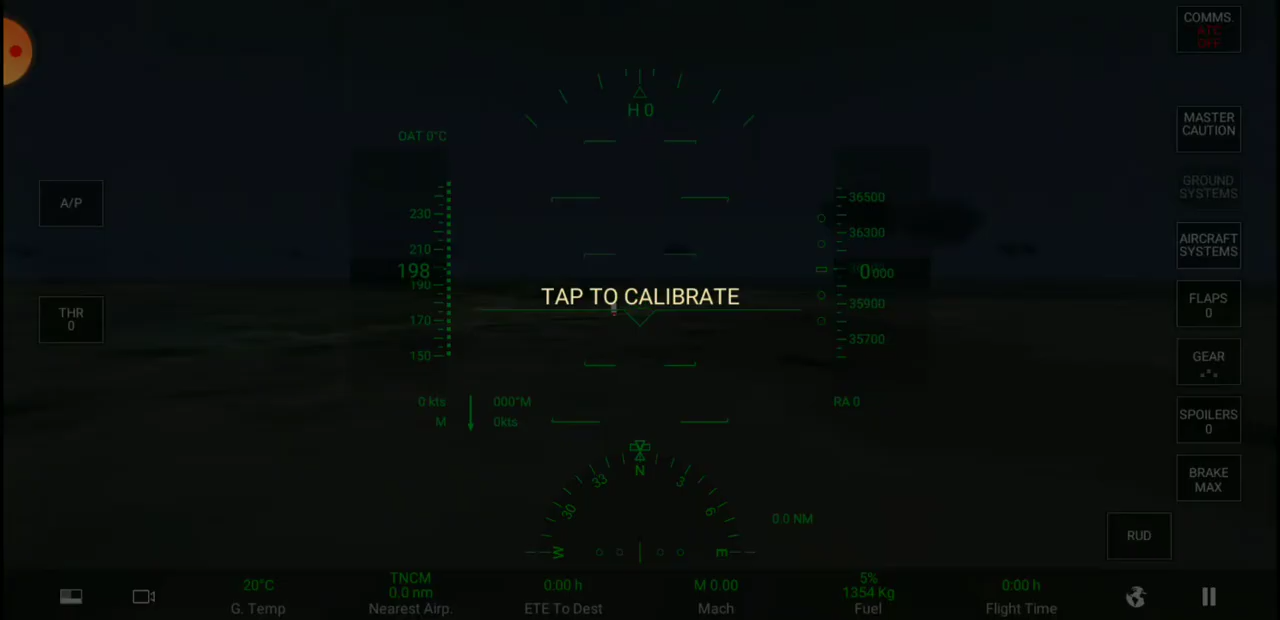 COMMS.
ATC
OFF
H 0
OAT 0°C
MASTER
CAUTION
GROUND
SYSTEMS
A/P
230
210
198
190
170
150
36500
36300
0000
35900
35700
AIRCRAFT
SYSTEMS
TAP TO CALIBRATE
THR
0
FLAPS
0
GEAR
0 kts
000°M
M
0kts
RA 0
SPOILERS
0
N
33
3
30
6
W
BRAKE
MAX
0.0 NM
RUD
20°C
G. Temp
TNCM
0.0 nm
Nearest Airp.
0:00 h
ETE To Dest
M 0.00
Mach
5%
1354 Kg
Fuel
0:00 h
Flight Time